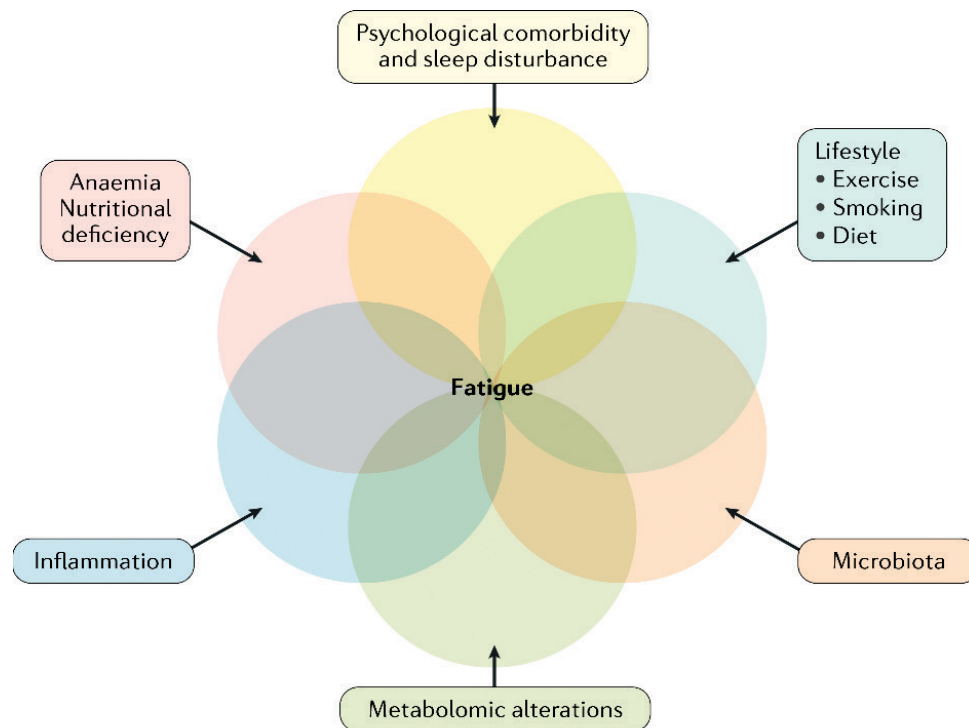 Psychological comorbidity
and sleep disturbance
Anaemia
Nutritional
deficiency
Lifestyle
• Exercise
• Smoking
• Diet
Fatigue
Inflammation
Microbiota
Metabolomic alterations